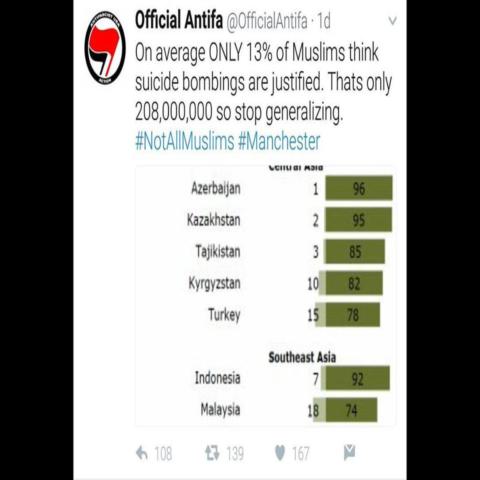 Official Antifa @OfficialAntifa · 1d
On average ONLY 13% of Muslims think
suicide bombings are justified. Thats only
208,000,000 so stop generalizing.
#NotAllMuslims #Manchester
Central Asia
Azerbaijan 1 96
Kazakhstan 2 95
Tajikistan 3 85
Kyrgyzstan 10 82
Turkey 15 78
Southeast Asia
Indonesia 7 92
Malaysia 18 74
108 139 167